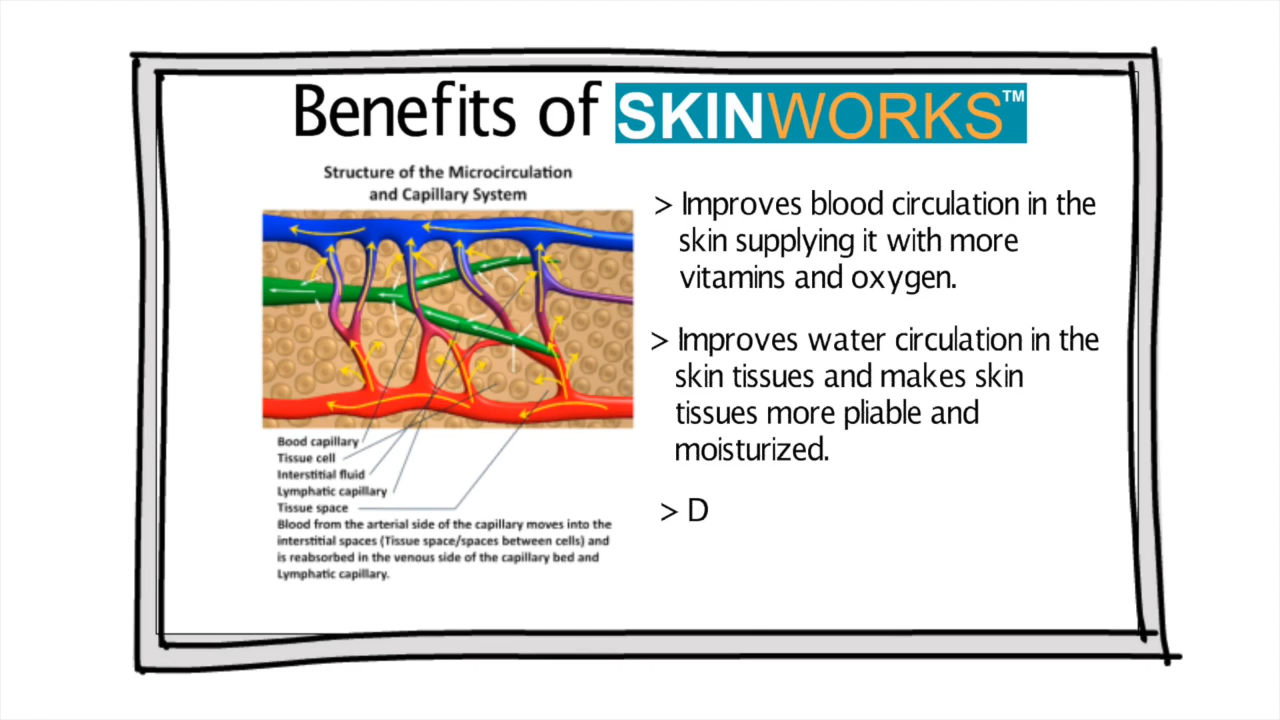 Benefits of SKINWORKS™
Structure of the Microcirculation
and Capillary System
> Improves blood circulation in the
skin supplying it with more
vitamins and oxygen.
> Improves water circulation in the
skin tissues and makes skin
tissues more pliable and
moisturized.
> D
Bood capillary
Tissue cell
Interstitial fluid
Lymphatic capillary
Tissue space
Blood from the arterial side of the capillary moves into the
interstitial spaces (Tissue space/spaces between cells) and
is reabsorbed in the venous side of the capillary bed and
Lymphatic capillary.